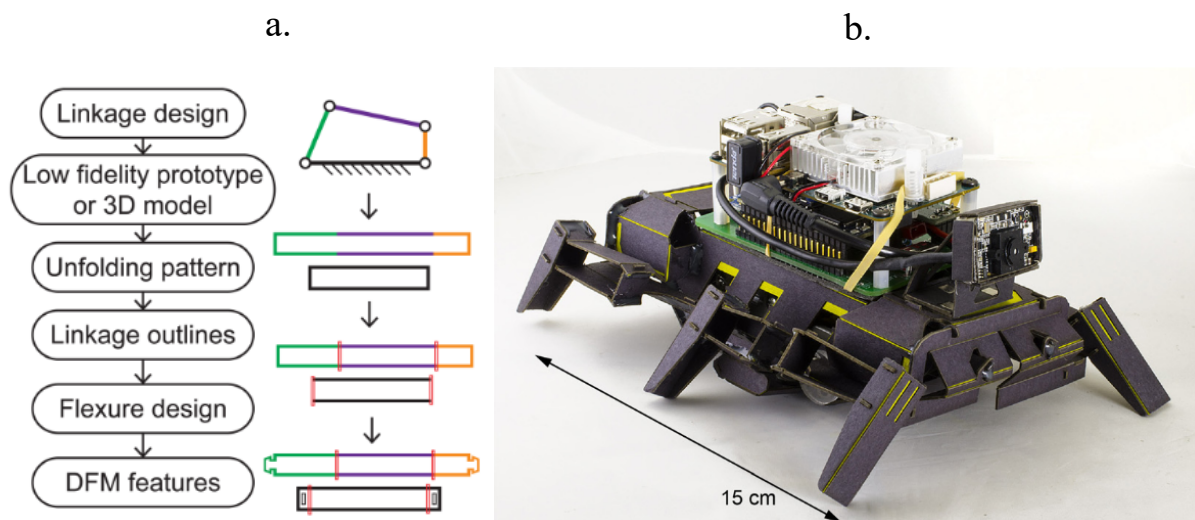 a.
b.
Linkage design
Low fidelity prototype
or 3D model
Unfolding pattern
Linkage outlines
Flexure design
DFM features
15 cm